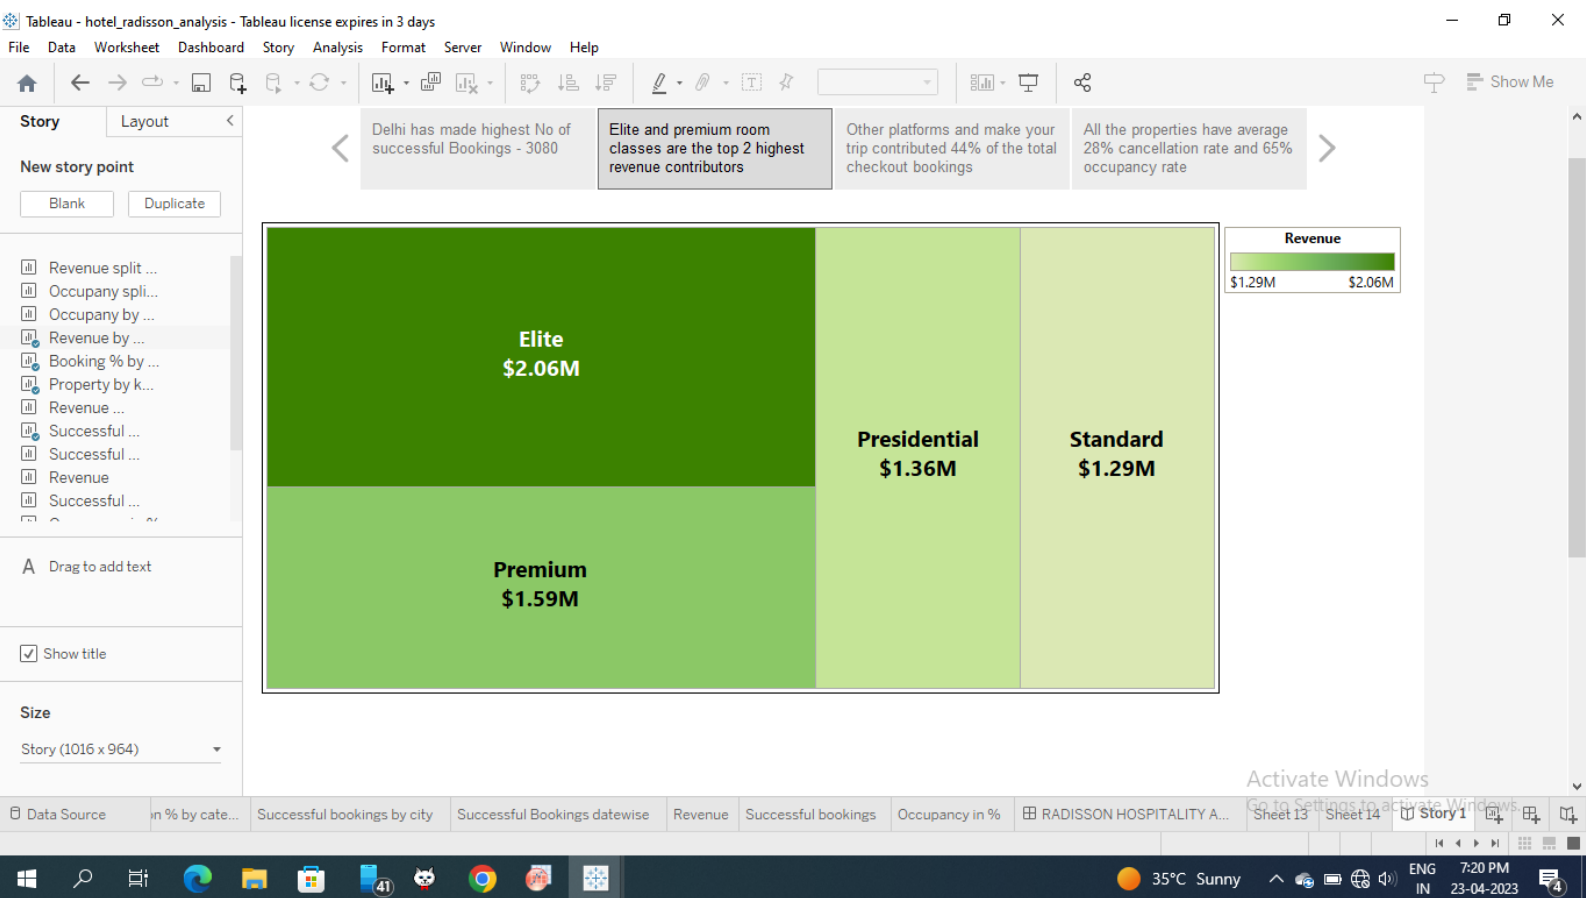 Tableau - hotel_radisson_analysis - Tableau license expires in 3 days
File Data Worksheet Dashboard Story Analysis Format Server Window Help
Show Me
Story Layout
New story point
Blank Duplicate
Revenue split ...
Occupany spli...
Occupany by ...
Revenue by ...
Booking % by ...
Property by k...
Revenue ...
Successful ...
Successful ...
Revenue
Successful ...
A Drag to add text
Show title
Size
Story (1016 x 964)
Delhi has made highest No of
successful Bookings - 3080
Elite and premium room
classes are the top 2 highest
revenue contributors
Other platforms and make your
trip contributed 44% of the total
checkout bookings
All the properties have average
28% cancellation rate and 65%
occupancy rate
Elite
$2.06M
Premium
$1.59M
Presidential
$1.36M
Standard
$1.29M
Revenue
$1.29M $2.06M
Activate Windows
Go to Settings to activate Windows.
Data Source n % by cate... Successful bookings by city Successful Bookings datewise Revenue Successful bookings Occupancy in % RADISSON HOSPITALITY A... Sheet 13 Sheet 14 Story 1
41
35°C Sunny
ENG
IN
7:20 PM
23-04-2023
4